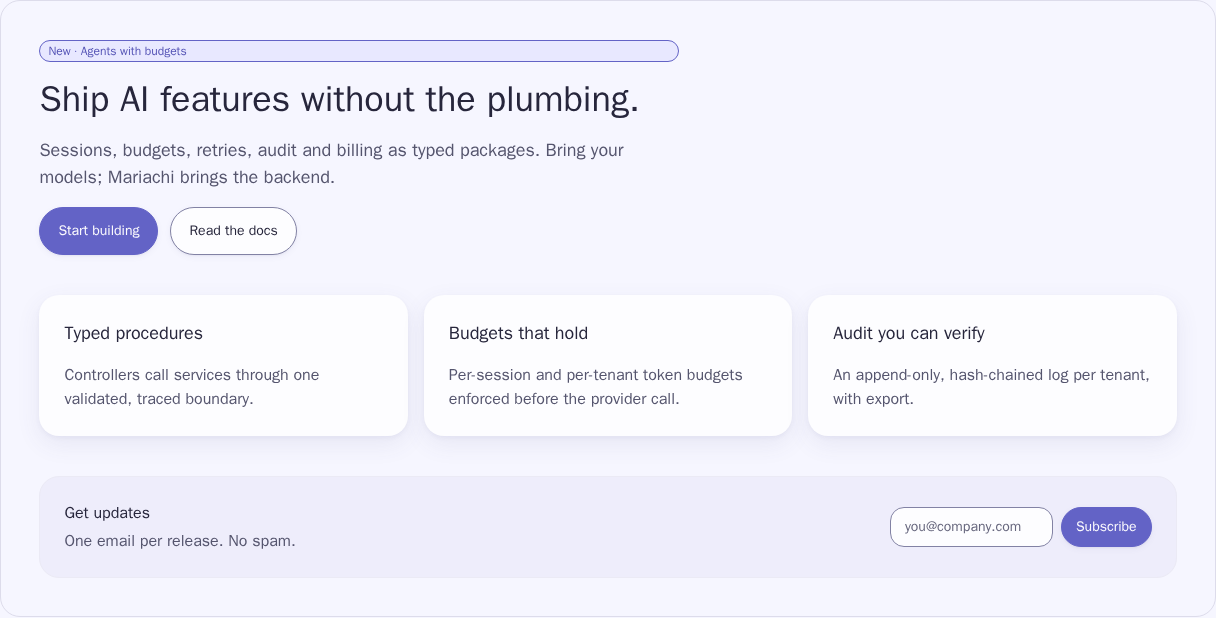 New · Agents with budgets
Ship AI features without the plumbing.
Sessions, budgets, retries, audit and billing as typed packages. Bring your
models; Mariachi brings the backend.
Start building
Read the docs
Typed procedures
Controllers call services through one
validated, traced boundary.
Budgets that hold
Per-session and per-tenant token budgets
enforced before the provider call.
Audit you can verify
An append-only, hash-chained log per tenant,
with export.
Get updates
One email per release. No spam.
you@company.com
Subscribe